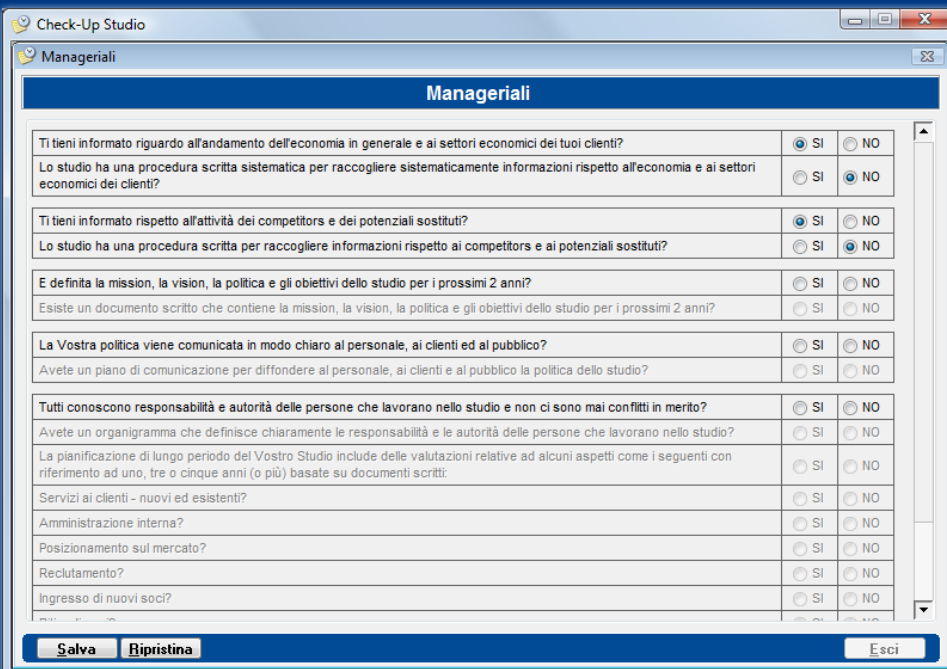 Check-Up Studio
Manageriali
Manageriali
Ti tieni informato riguardo all'andamento dell'economia in generale e ai settori economici dei tuoi clienti? SI NO
Lo studio ha una procedura scritta sistematica per raccogliere sistematicamente informazioni rispetto all'economia e ai settori
economici dei clienti? SI NO
Ti tieni informato rispetto all'attività dei competitors e dei potenziali sostituti? SI NO
Lo studio ha una procedura scritta per raccogliere informazioni rispetto ai competitors e ai potenziali sostituti? SI NO
E definita la mission, la vision, la politica e gli obiettivi dello studio per i prossimi 2 anni? SI NO
Esiste un documento scritto che contiene la mission, la vision, la politica e gli obiettivi dello studio per i prossimi 2 anni? SI NO
La Vostra politica viene comunicata in modo chiaro al personale, ai clienti ed al pubblico? SI NO
Avete un piano di comunicazione per diffondere al personale, ai clienti e al pubblico la politica dello studio? SI NO
Tutti conoscono responsabilità e autorità delle persone che lavorano nello studio e non ci sono mai conflitti in merito? SI NO
Avete un organigramma che definisce chiaramente le responsabilità e le autorità delle persone che lavorano nello studio? SI NO
La pianificazione di lungo periodo del Vostro Studio include delle valutazioni relative ad alcuni aspetti come i seguenti con
riferimento ad uno, tre o cinque anni (o più) basate su documenti scritti: SI NO
Servizi ai clienti - nuovi ed esistenti? SI NO
Amministrazione interna? SI NO
Posizionamento sul mercato? SI NO
Reclutamento? SI NO
Ingresso di nuovi soci? SI NO
Salva Ripristina Esci